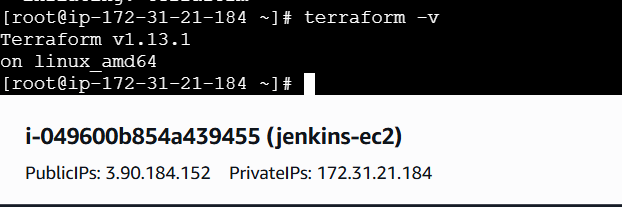 [root@ip-172-31-21-184 ~]# terraform -v
Terraform v1.13.1
on linux_amd64
[root@ip-172-31-21-184 ~]#
i-049600b854a439455 (jenkins-ec2)
PublicIPs: 3.90.184.152 PrivateIPs: 172.31.21.184